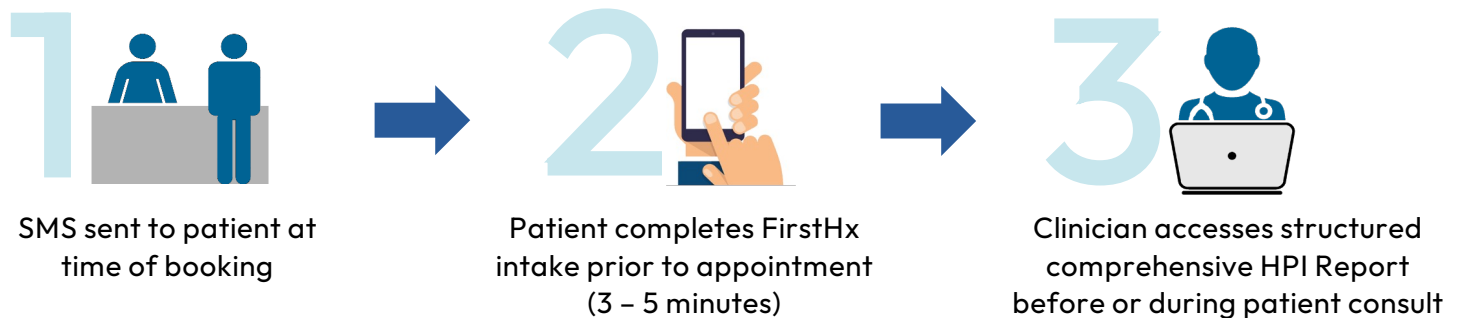 1
SMS sent to patient at
time of booking
2
Patient completes FirstHx
intake prior to appointment
(3 – 5 minutes)
3
Clinician accesses structured
comprehensive HPI Report
before or during patient consult